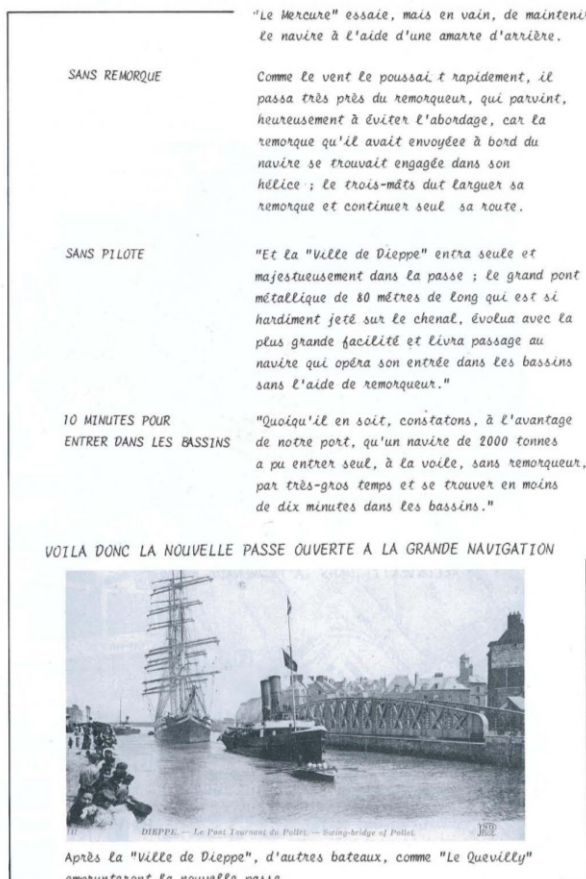 "Le Mercure" essaie, mais en vain, de mainteni
le navire à l'aide d'une amarre d'arrière.
SANS REMORQUE
Comme le vent le poussai t rapidement, il
passa très près du remorqueur, qui parvint,
heureusement à éviter l'abordage, car la
remorque qu'il avait envoyéee à bord du
navire se trouvait engagée dans son
hélice ; le trois-mâts dut larguer sa
remorque et continuer seul sa route.
SANS PILOTE
"Et la "Ville de Dieppe" entra seule et
majestueusement dans la passe ; le grand pont
métallique de 80 métres de long qui est si
hardiment jeté sur le chenal, évolua avec la
plus grande facilité et livra passage au
navire qui opéra son entrée dans les bassins
sans l'aide de remorqueur."
10 MINUTES POUR
ENTRER DANS LES BASSINS
"Quoiqu'il en soit, constatons, à l'avantage
de notre port, qu'un navire de 2000 tonnes
a pu entrer seul, à la voile, sans remorqueur,
par très-gros temps et se trouver en moins
de dix minutes dans les bassins."
VOILA DONC LA NOUVELLE PASSE OUVERTE A LA GRANDE NAVIGATION
DIEPPE. — Le Pont Tournant du Pollet. — Swing-bridge of Pollet
Après la "Ville de Dieppe", d'autres bateaux, comme "Le Quevilly"
emprunteront la nouvelle passe